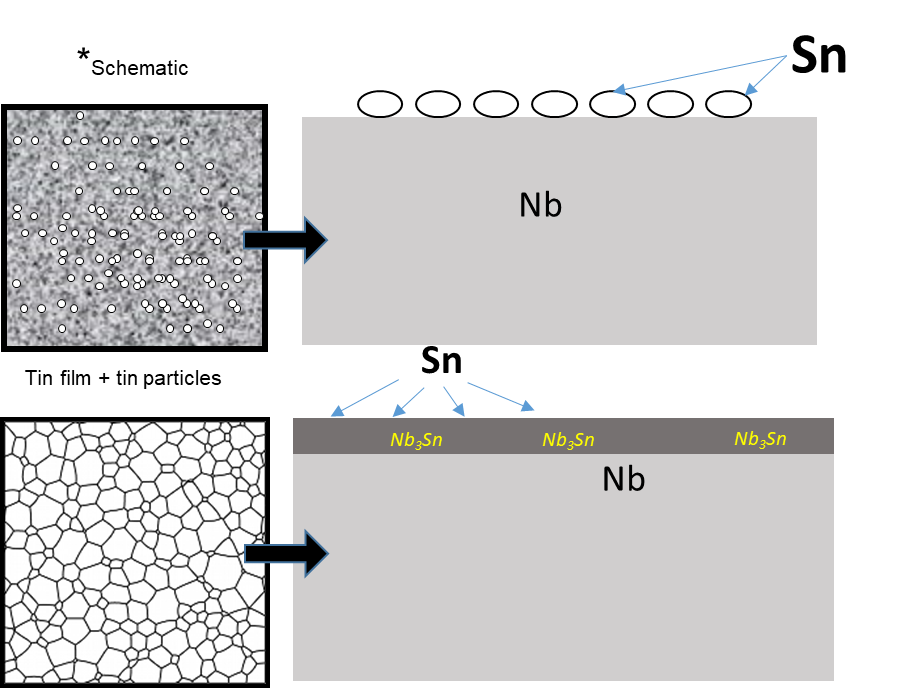 *Schematic
Sn
Nb
Sn
Tin film + tin particles
Nb₃Sn Nb₃Sn Nb₃Sn
Nb